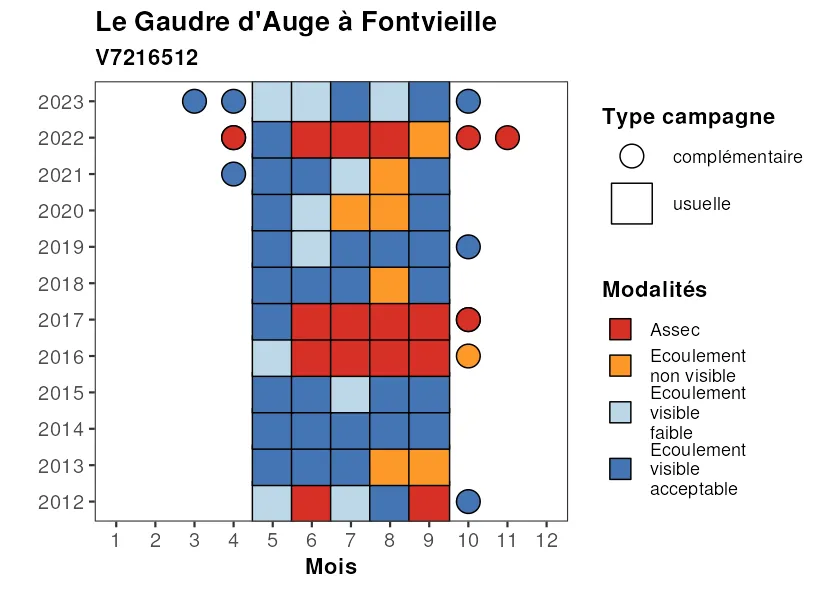 Le Gaudre d'Auge à Fontvieille
V7216512
2023
2022
2021
2020
2019
2018
2017
2016
2015
2014
2013
2012
1 2 3 4 5 6 7 8 9 10 11 12
Mois
Type campagne
complémentaire
usuelle
Modalités
Assec
Ecoulement
non visible
Ecoulement
visible
faible
Ecoulement
visible
acceptable